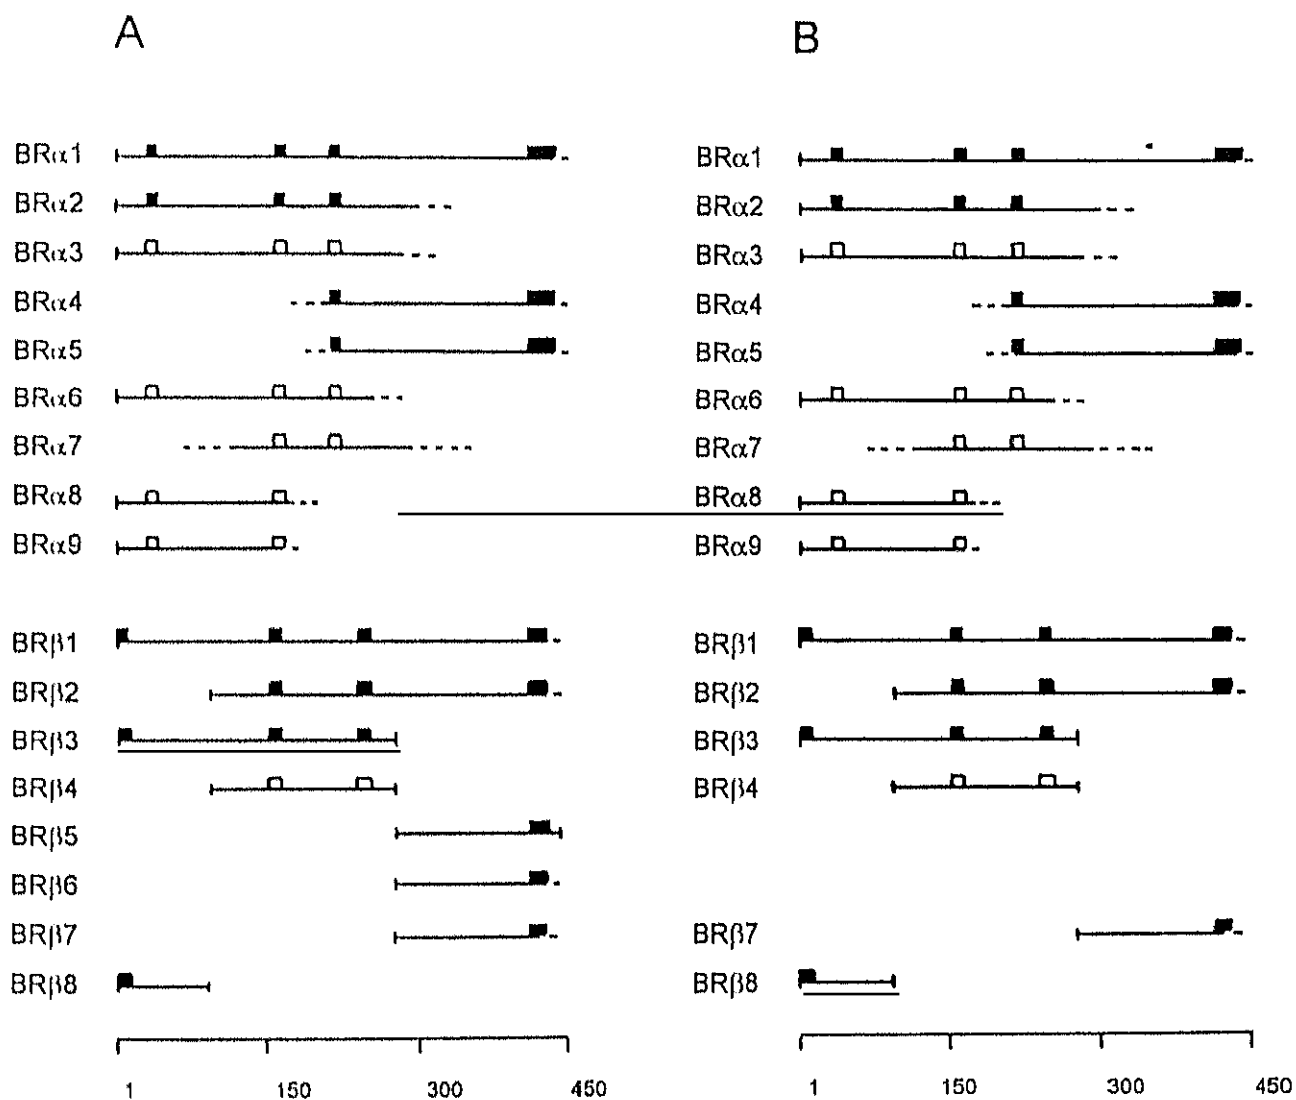 A B
BRα1 BRα1
BRα2 BRα2
BRα3 BRα3
BRα4 BRα4
BRα5 BRα5
BRα6 BRα6
BRα7 BRα7
BRα8 BRα8
BRα9 BRα9
BRβ1 BRβ1
BRβ2 BRβ2
BRβ3 BRβ3
BRβ4 BRβ4
BRβ5
BRβ6
BRβ7 BRβ7
BRβ8 BRβ8
1 150 300 450 1 150 300 450